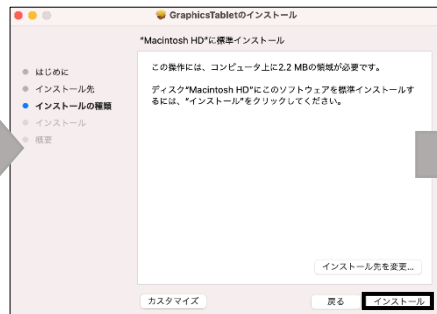 GraphicsTabletのインストール
"Macintosh HD"に標準インストール
はじめに
インストール先
インストールの種類
インストール
概要
この操作には、コンピュータ上に2.2 MBの領域が必要です。
ディスク"Macintosh HD"にこのソフトウェアを標準インストールす
るには、"インストール"をクリックしてください。
インストール先を変更...
カスタマイズ
戻る
インストール